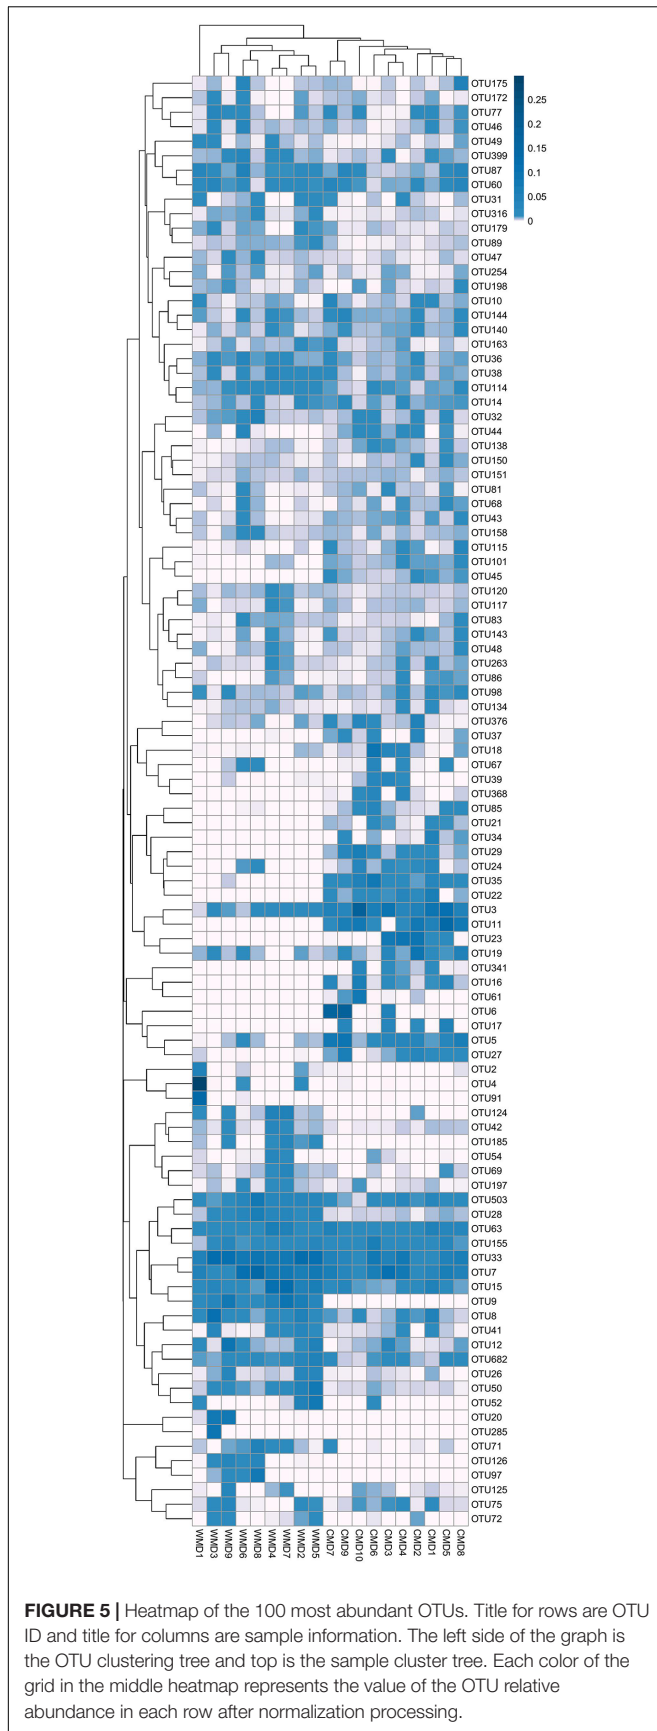 OTU175
OTU172
0.25
OTU77
0.2
OTU46
0.15
OTU49
0.1
OTU399
0.05
OTU87
OTU60
0
OTU31
OTU316
OTU179
OTU89
OTU47
OTU254
OTU198
OTU10
OTU144
OTU140
OTU163
OTU36
OTU38
OTU114
OTU14
OTU32
OTU44
OTU138
OTU150
OTU151
OTU81
OTU68
OTU43
OTU158
OTU115
OTU101
OTU45
OTU120
OTU117
OTU83
OTU143
OTU48
OTU263
OTU86
OTU98
OTU134
OTU376
OTU37
OTU18
OTU67
OTU39
OTU368
OTU85
OTU21
OTU34
OTU29
OTU24
OTU35
OTU22
OTU3
OTU11
OTU23
OTU19
OTU341
OTU16
OTU61
OTU6
OTU17
OTU5
OTU27
OTU2
OTU4
OTU91
OTU124
OTU42
OTU185
OTU54
OTU69
OTU197
OTU503
OTU28
OTU63
OTU155
OTU33
OTU7
OTU15
OTU9
OTU8
OTU41
OTU12
OTU682
OTU26
OTU50
OTU52
OTU20
OTU285
OTU71
OTU126
OTU97
OTU125
OTU75
OTU72
WMD1
WMD3
WMD9
WMD6
WMD8
WMD4
WMD7
WMD2
WMD5
CMD7
CMD9
CMD10
CMD6
CMD3
CMD4
CMD2
CMD1
CMD5
CMD8
FIGURE 5 | Heatmap of the 100 most abundant OTUs. Title for rows are OTU
ID and title for columns are sample information. The left side of the graph is
the OTU clustering tree and top is the sample cluster tree. Each color of the
grid in the middle heatmap represents the value of the OTU relative
abundance in each row after normalization processing.